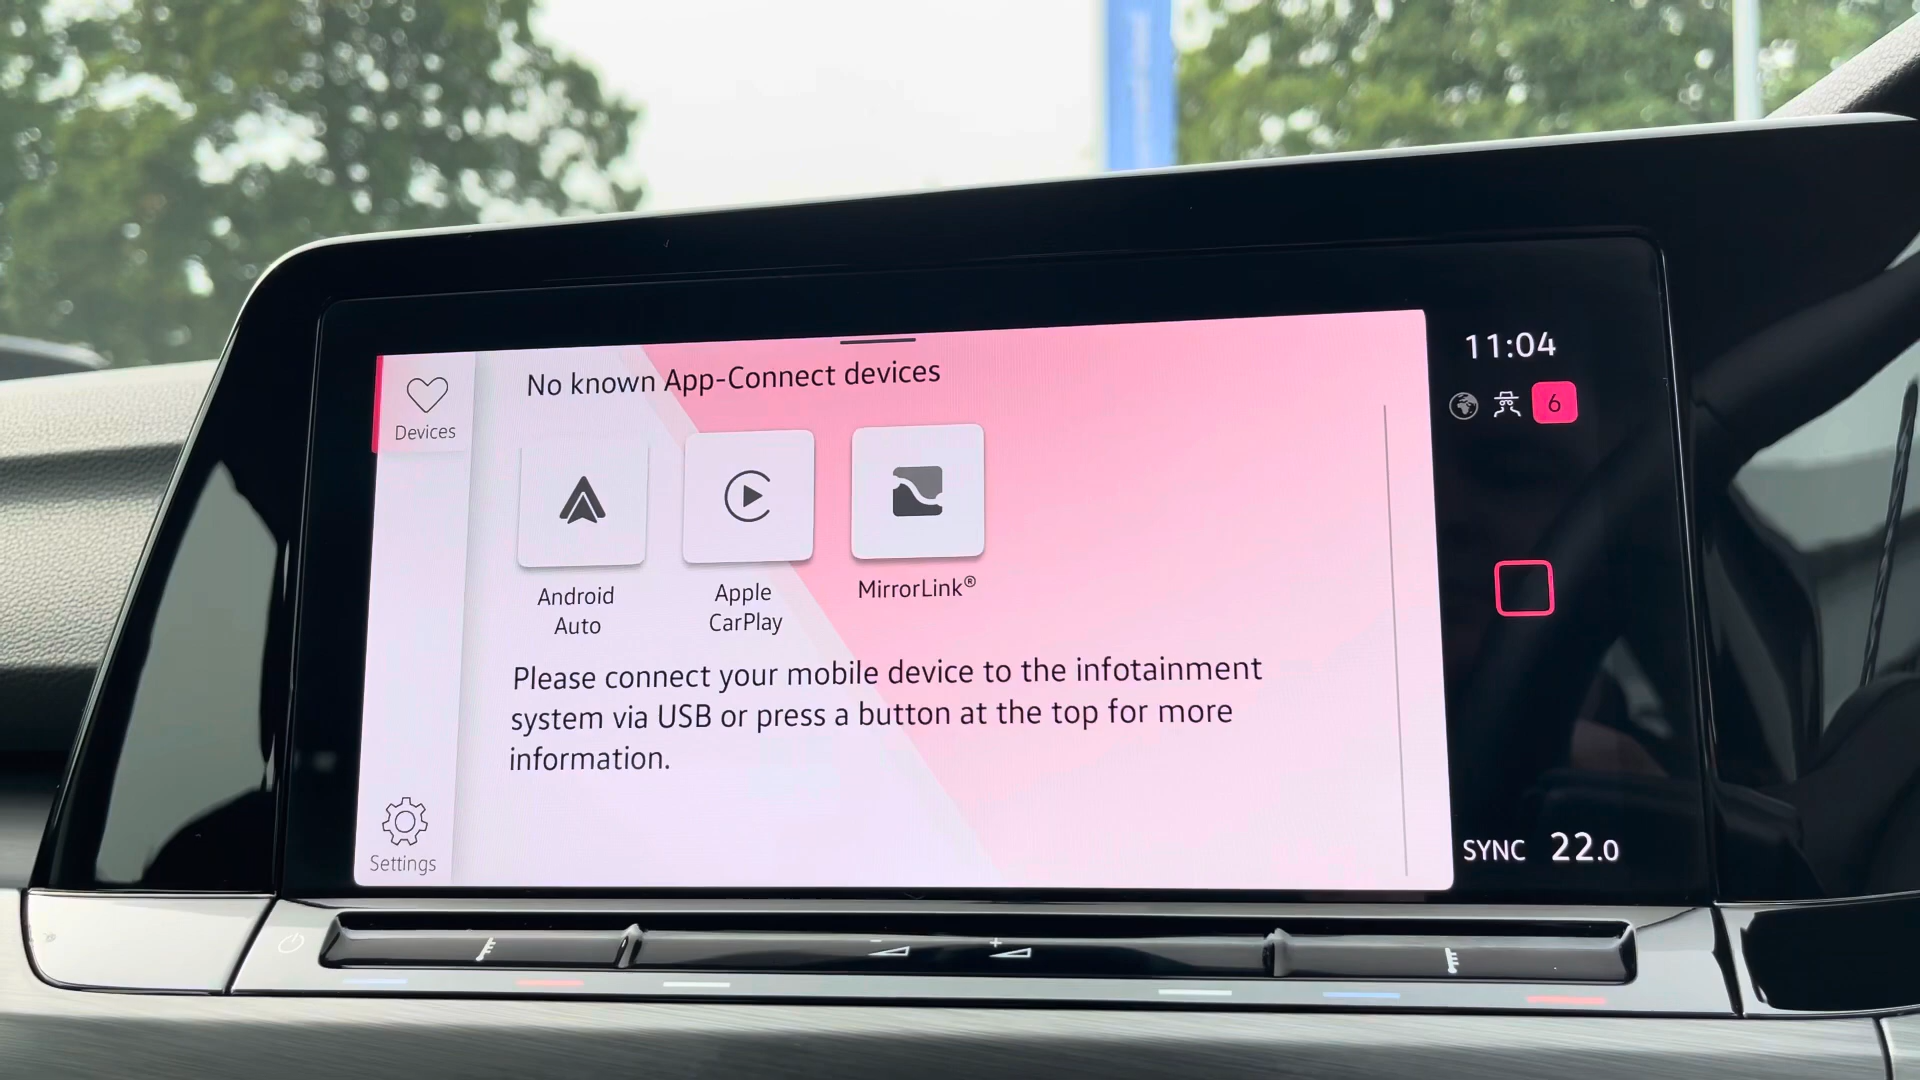 No known App-Connect devices
11:04
6
Devices
Android
Auto
Apple
CarPlay
MirrorLink®
Please connect your mobile device to the infotainment
system via USB or press a button at the top for more
information.
Settings
SYNC 22.0